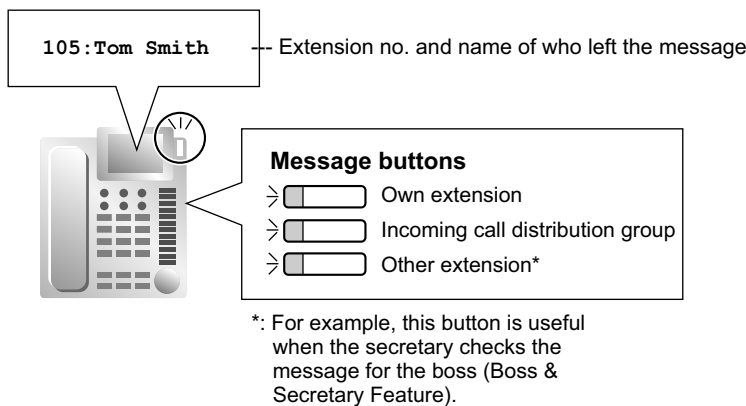 105:Tom Smith --- Extension no. and name of who left the message
Message buttons
Own extension
Incoming call distribution group
Other extension*
*: For example, this button is useful
when the secretary checks the
message for the boss (Boss &
Secretary Feature).